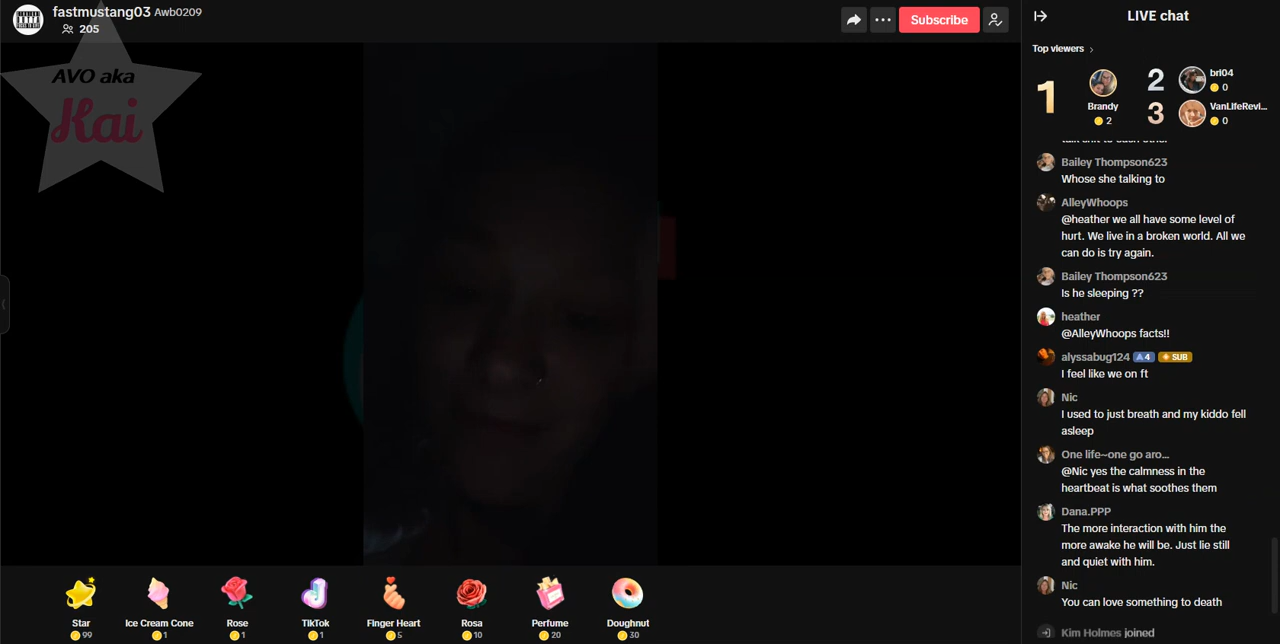 fastmustang03 Awb0209
205
Subscribe
AVO aka
Kai
LIVE chat
Top viewers
1
Brandy
2
2
bri04
0
3
VanLifeRevi...
0
Bailey Thompson623
Whose she talking to
AlleyWhoops
@heather we all have some level of
hurt. We live in a broken world. All we
can do is try again.
Bailey Thompson623
Is he sleeping ??
heather
@AlleyWhoops facts!!
alyssabug124 4 SUB
I feel like we on ft
Nic
I used to just breath and my kiddo fell
asleep
One life~one go aro...
@Nic yes the calmness in the
heartbeat is what soothes them
Dana.PPP
The more interaction with him the
more awake he will be. Just lie still
and quiet with him.
Nic
You can love something to death
Kim Holmes joined
Star
99
Ice Cream Cone
1
Rose
1
TikTok
1
Finger Heart
5
Rosa
10
Perfume
20
Doughnut
30